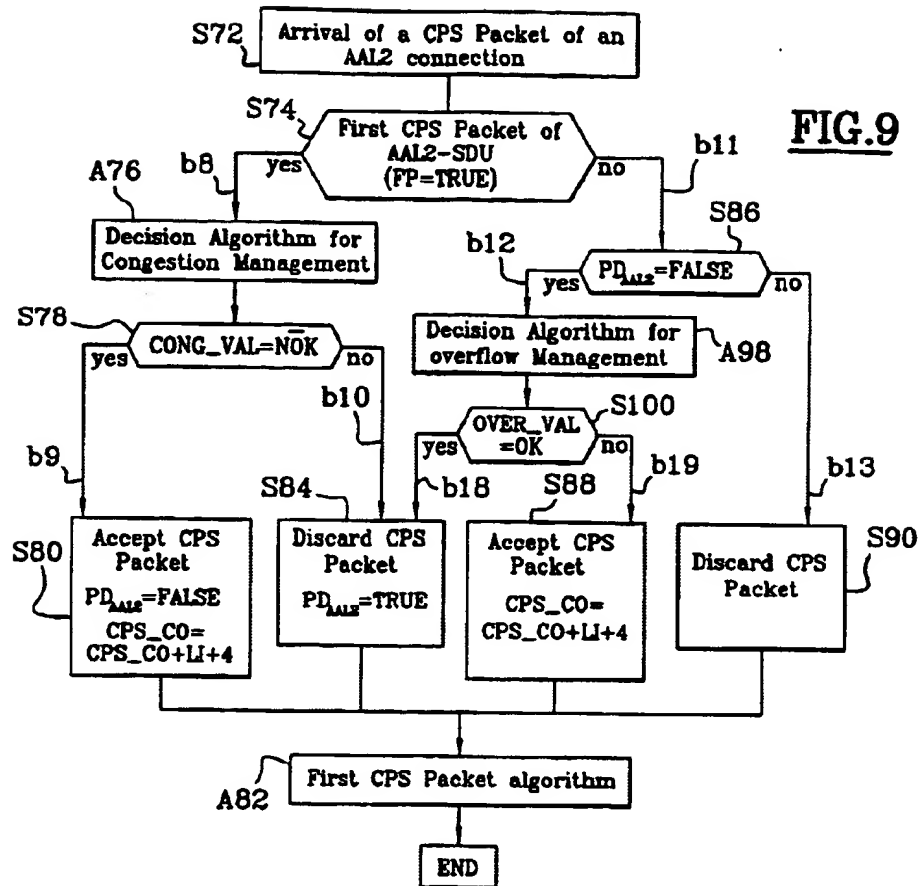 S72
Arrival of a CPS Packet of an
AAL2 connection
FIG.9
S74
First CPS Packet of
AAL2-SDU
(FP=TRUE)
yes
no
b8
b11
A76
Decision Algorithm for
Congestion Management
S86
PD_AAL2=FALSE
yes
no
b12
S78
CONG_VAL=NO̅K
yes
no
Decision Algorithm for
overflow Management
A98
b10
S100
OVER_VAL
=OK
yes
no
b9
b18
b19
b13
S80
Accept CPS
Packet
PD_AAL2=FALSE
CPS_CO=
CPS_CO+LI+4
S84
Discard CPS
Packet
PD_AAL2=TRUE
S88
Accept CPS
Packet
CPS_CO=
CPS_CO+LI+4
S90
Discard CPS
Packet
A82
First CPS Packet algorithm
END